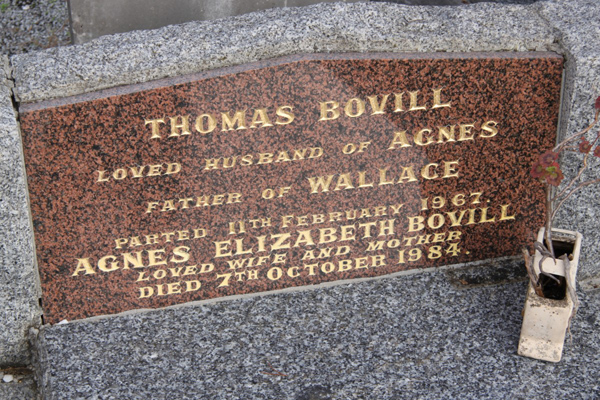 THOMAS BOVILL
LOVED HUSBAND OF AGNES
FATHER OF WALLACE
PARTED 11TH FEBRUARY 1967.
AGNES ELIZABETH BOVILL
LOVED WIFE AND MOTHER
DIED 7TH OCTOBER 1984.